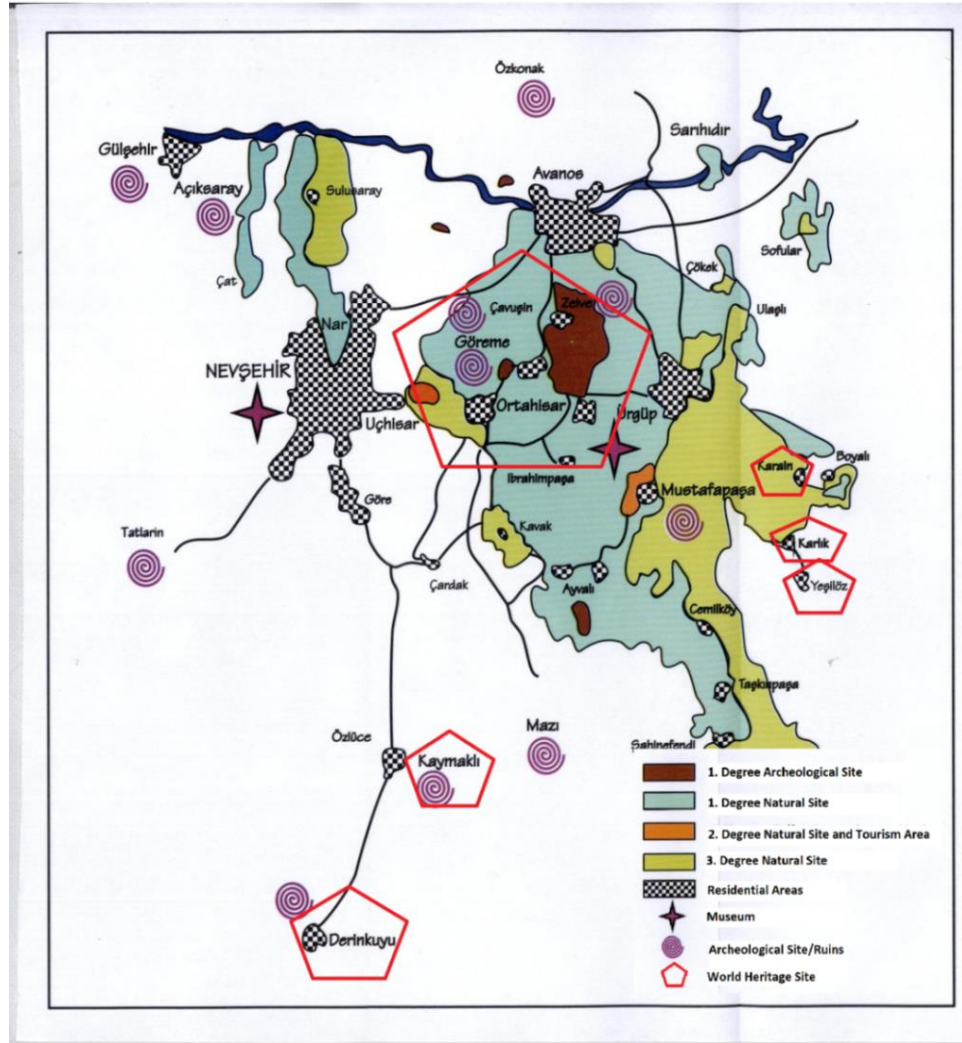 Özkonak
Sarıhıdır
Gülşehir
Avanos
Açıksaray
Sulusaray
Sofular
Çökek
Çat
Ulaşlı
Çavuşin
Zelve
Nar
Göreme
NEVŞEHİR
Ortahisar
Ürgüp
Uçhisar
Karain
Boyalı
İbrahimpaşa
Mustafapaşa
Göre
Kavak
Tatlarin
Karlık
Çardak
Ayvalı
Yeşilöz
Cemilköy
Taşkınpaşa
Özlüce
Mazı
Şahinefendi
Kaymaklı
1. Degree Archeological Site
1. Degree Natural Site
2. Degree Natural Site and Tourism Area
3. Degree Natural Site
Residential Areas
Museum
Derinkuyu
Archeological Site/Ruins
World Heritage Site